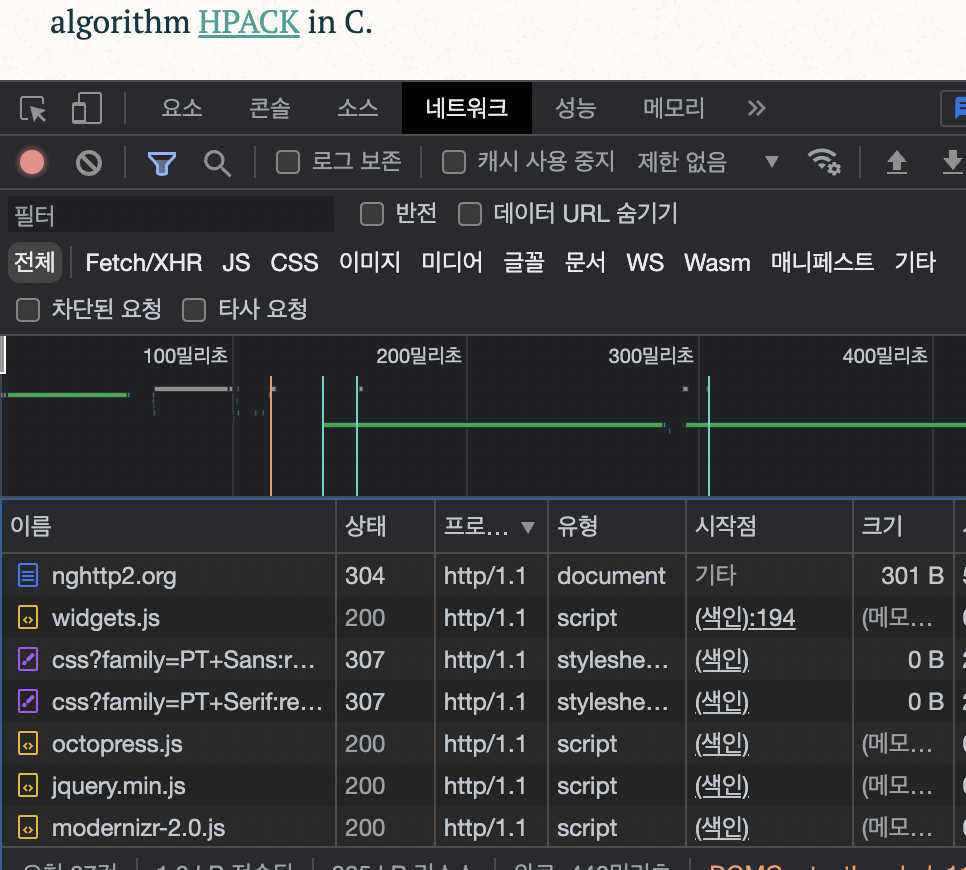 algorithm HPACK in C.
요소 콘솔 소스 네트워크 성능 메모리 »
로그 보존 캐시 사용 중지 제한 없음 ▼
필터 반전 데이터 URL 숨기기
전체 Fetch/XHR JS CSS 이미지 미디어 글꼴 문서 WS Wasm 매니페스트 기타
차단된 요청 타사 요청
100밀리초 200밀리초 300밀리초 400밀리초
이름 상태 프로... ▼ 유형 시작점 크기
nghttp2.org 304 http/1.1 document 기타 301 B
widgets.js 200 http/1.1 script (색인):194 (메모...
css?family=PT+Sans:r... 307 http/1.1 styleshe... (색인) 0 B
css?family=PT+Serif:re... 307 http/1.1 styleshe... (색인) 0 B
octopress.js 200 http/1.1 script (색인) (메모...
jquery.min.js 200 http/1.1 script (색인) (메모...
modernizr-2.0.js 200 http/1.1 script (색인) (메모...